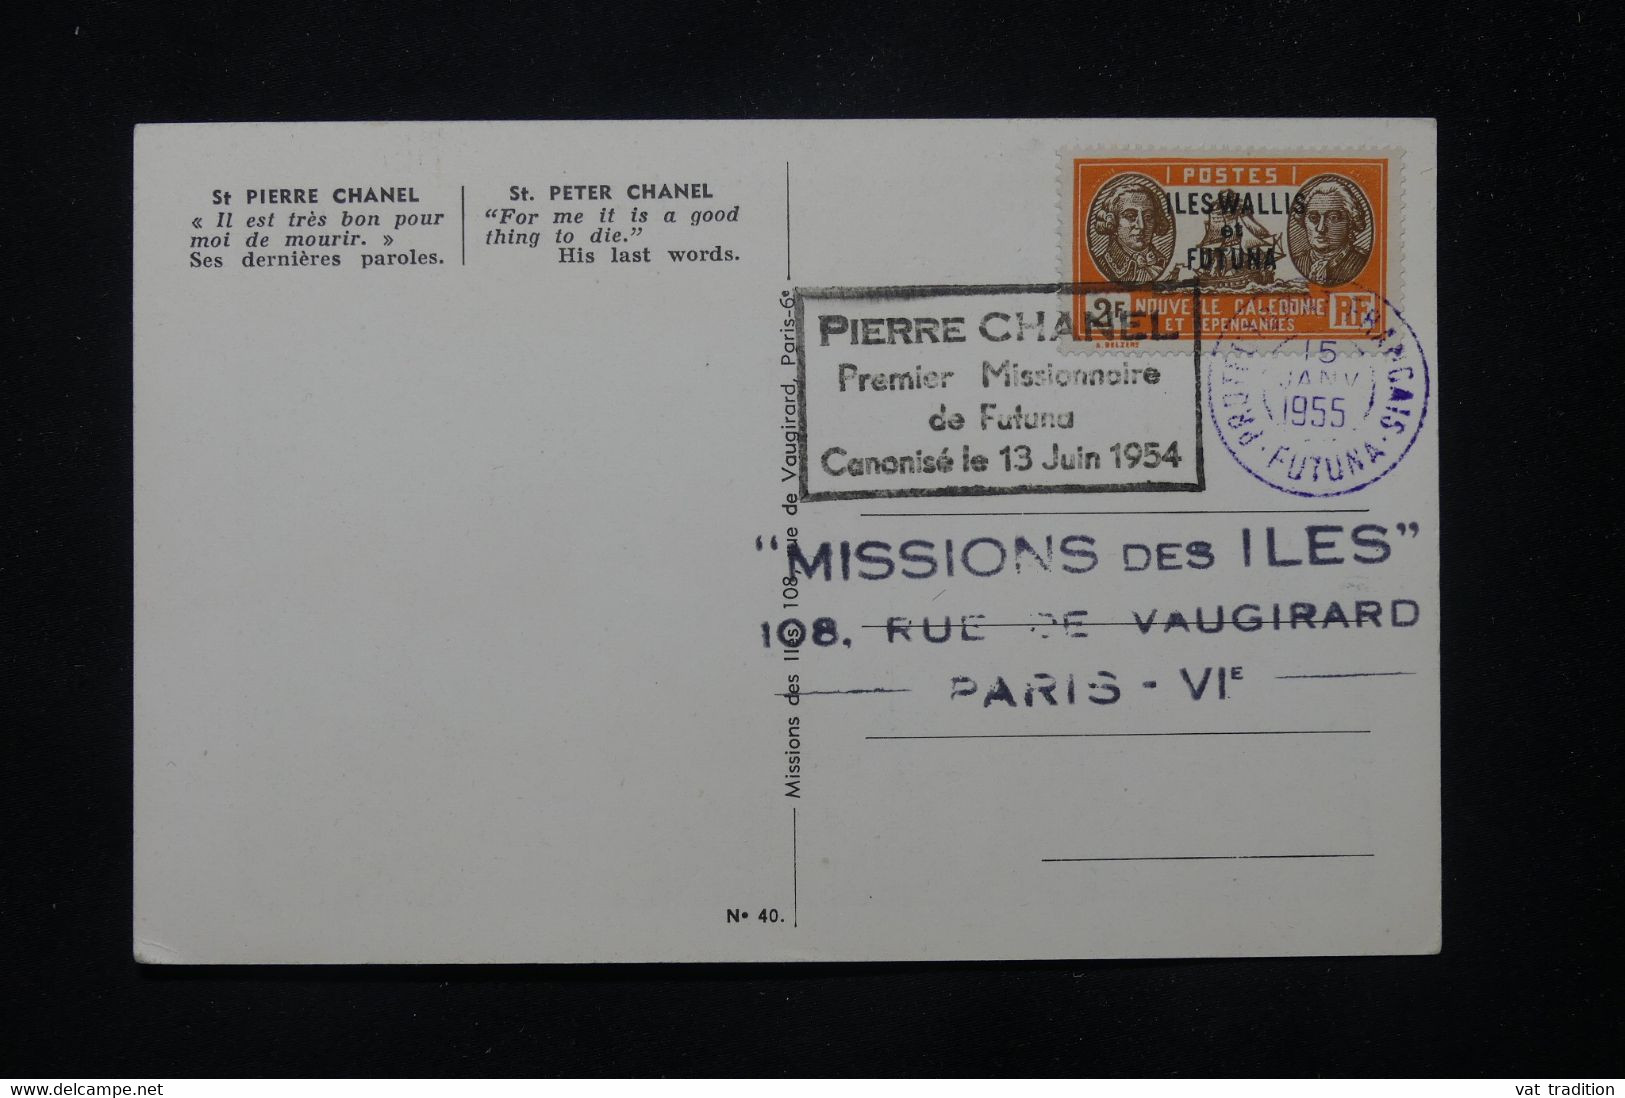 St PIERRE CHANEL
« Il est très bon pour
moi de mourir. »
Ses dernières paroles.
St. PETER CHANEL
“For me it is a good
thing to die.”
His last words.
Missions des Iles, 108, rue de Vaugirard, Paris-6e
N• 40.
POSTES
ILES WALLIS
et
FUTUNA
2F NOUVELLE CALEDONIE RF
ET DEPENDANCES
PIERRE CHANEL
Premier Missionnaire
de Futuna
Canonisé le 13 Juin 1954
FRANÇAIS
15
JANV
1955
FUTUNA
“MISSIONS DES ILES”
108, RUE DE VAUGIRARD
PARIS - VIE
www.delcampe.net
vat_tradition